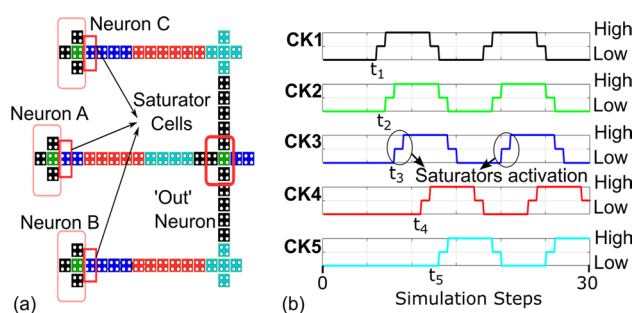 Neuron C
Neuron A
Saturator
Cells
Neuron B
'Out'
Neuron
(a)
CK1
High
Low
t1
CK2
High
Low
t2
CK3
High
Low
t3
Saturators activation
CK4
High
Low
t4
CK5
High
Low
t5
0
30
Simulation Steps
(b)